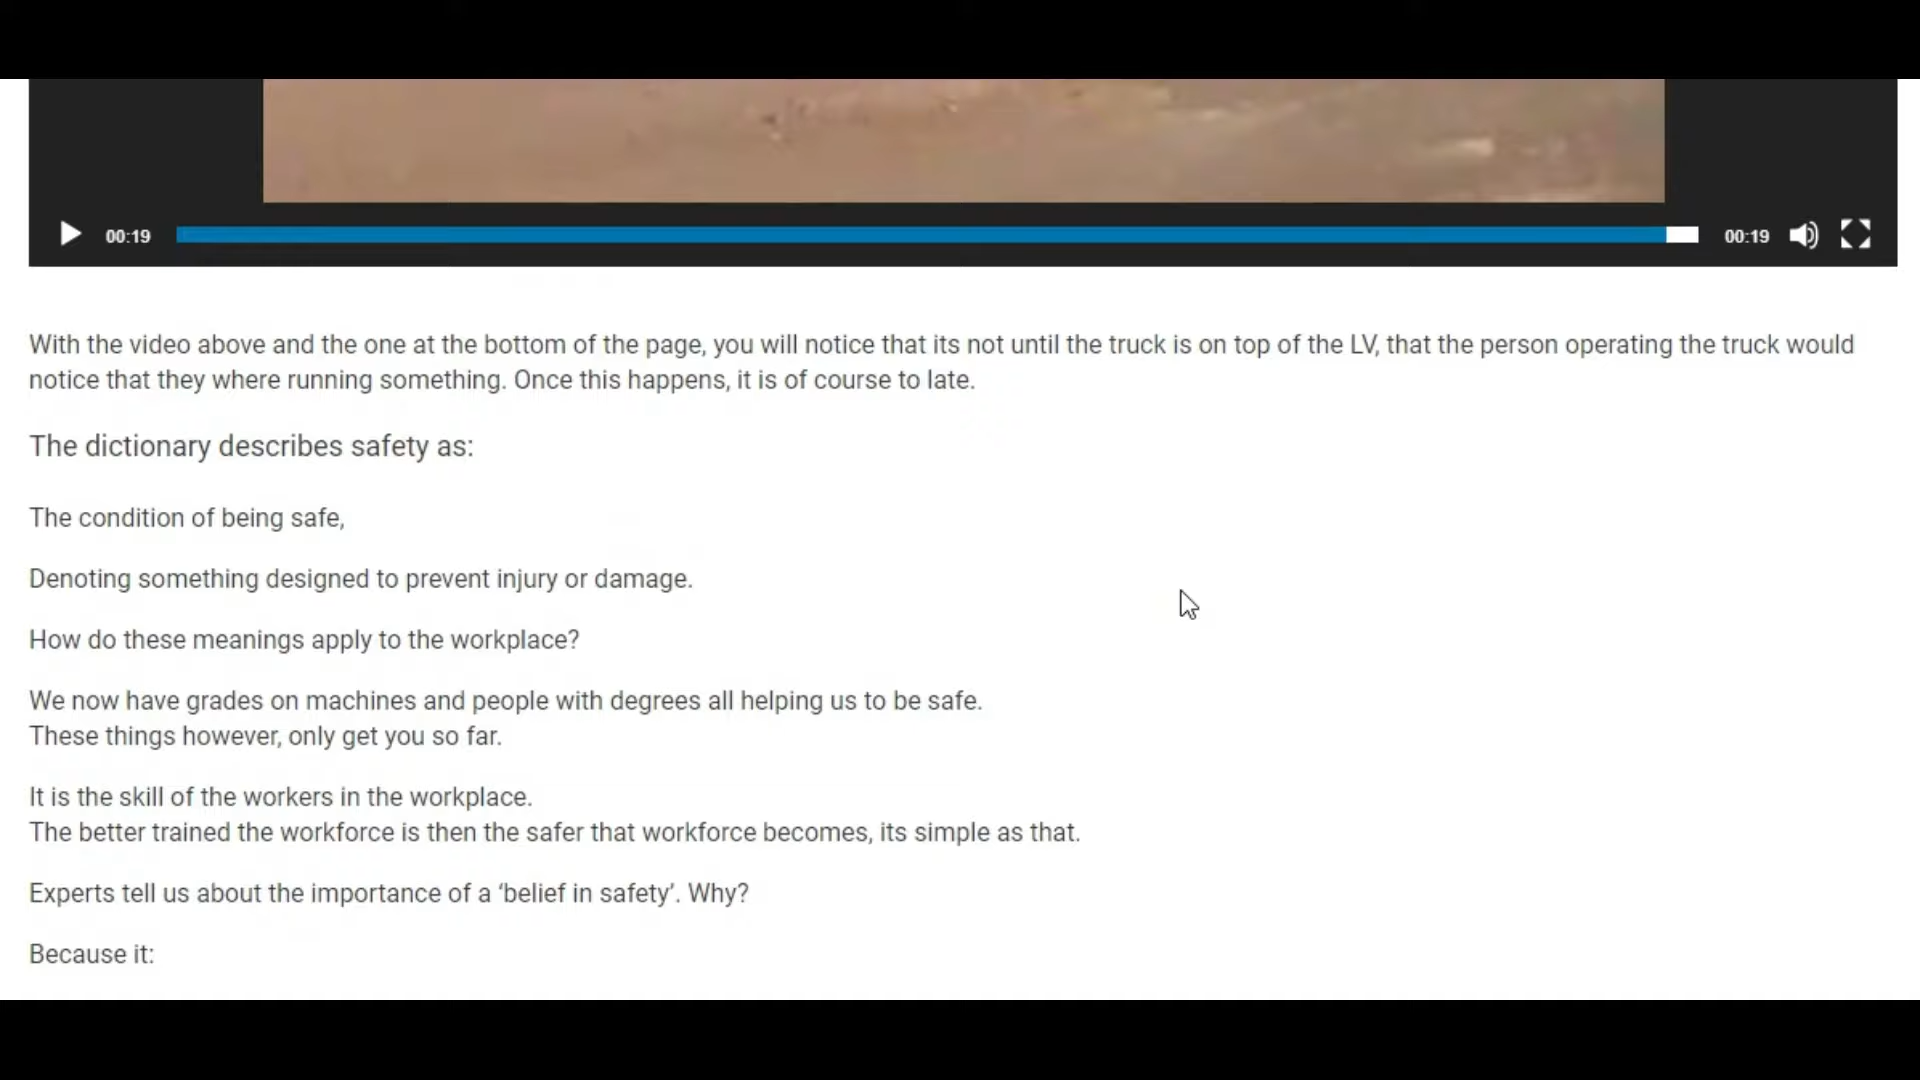 00:19
00:19
With the video above and the one at the bottom of the page, you will notice that its not until the truck is on top of the LV, that the person operating the truck would
notice that they where running something. Once this happens, it is of course to late.
The dictionary describes safety as:
The condition of being safe,
Denoting something designed to prevent injury or damage.
How do these meanings apply to the workplace?
We now have grades on machines and people with degrees all helping us to be safe.
These things however, only get you so far.
It is the skill of the workers in the workplace.
The better trained the workforce is then the safer that workforce becomes, its simple as that.
Experts tell us about the importance of a ‘belief in safety’. Why?
Because it: